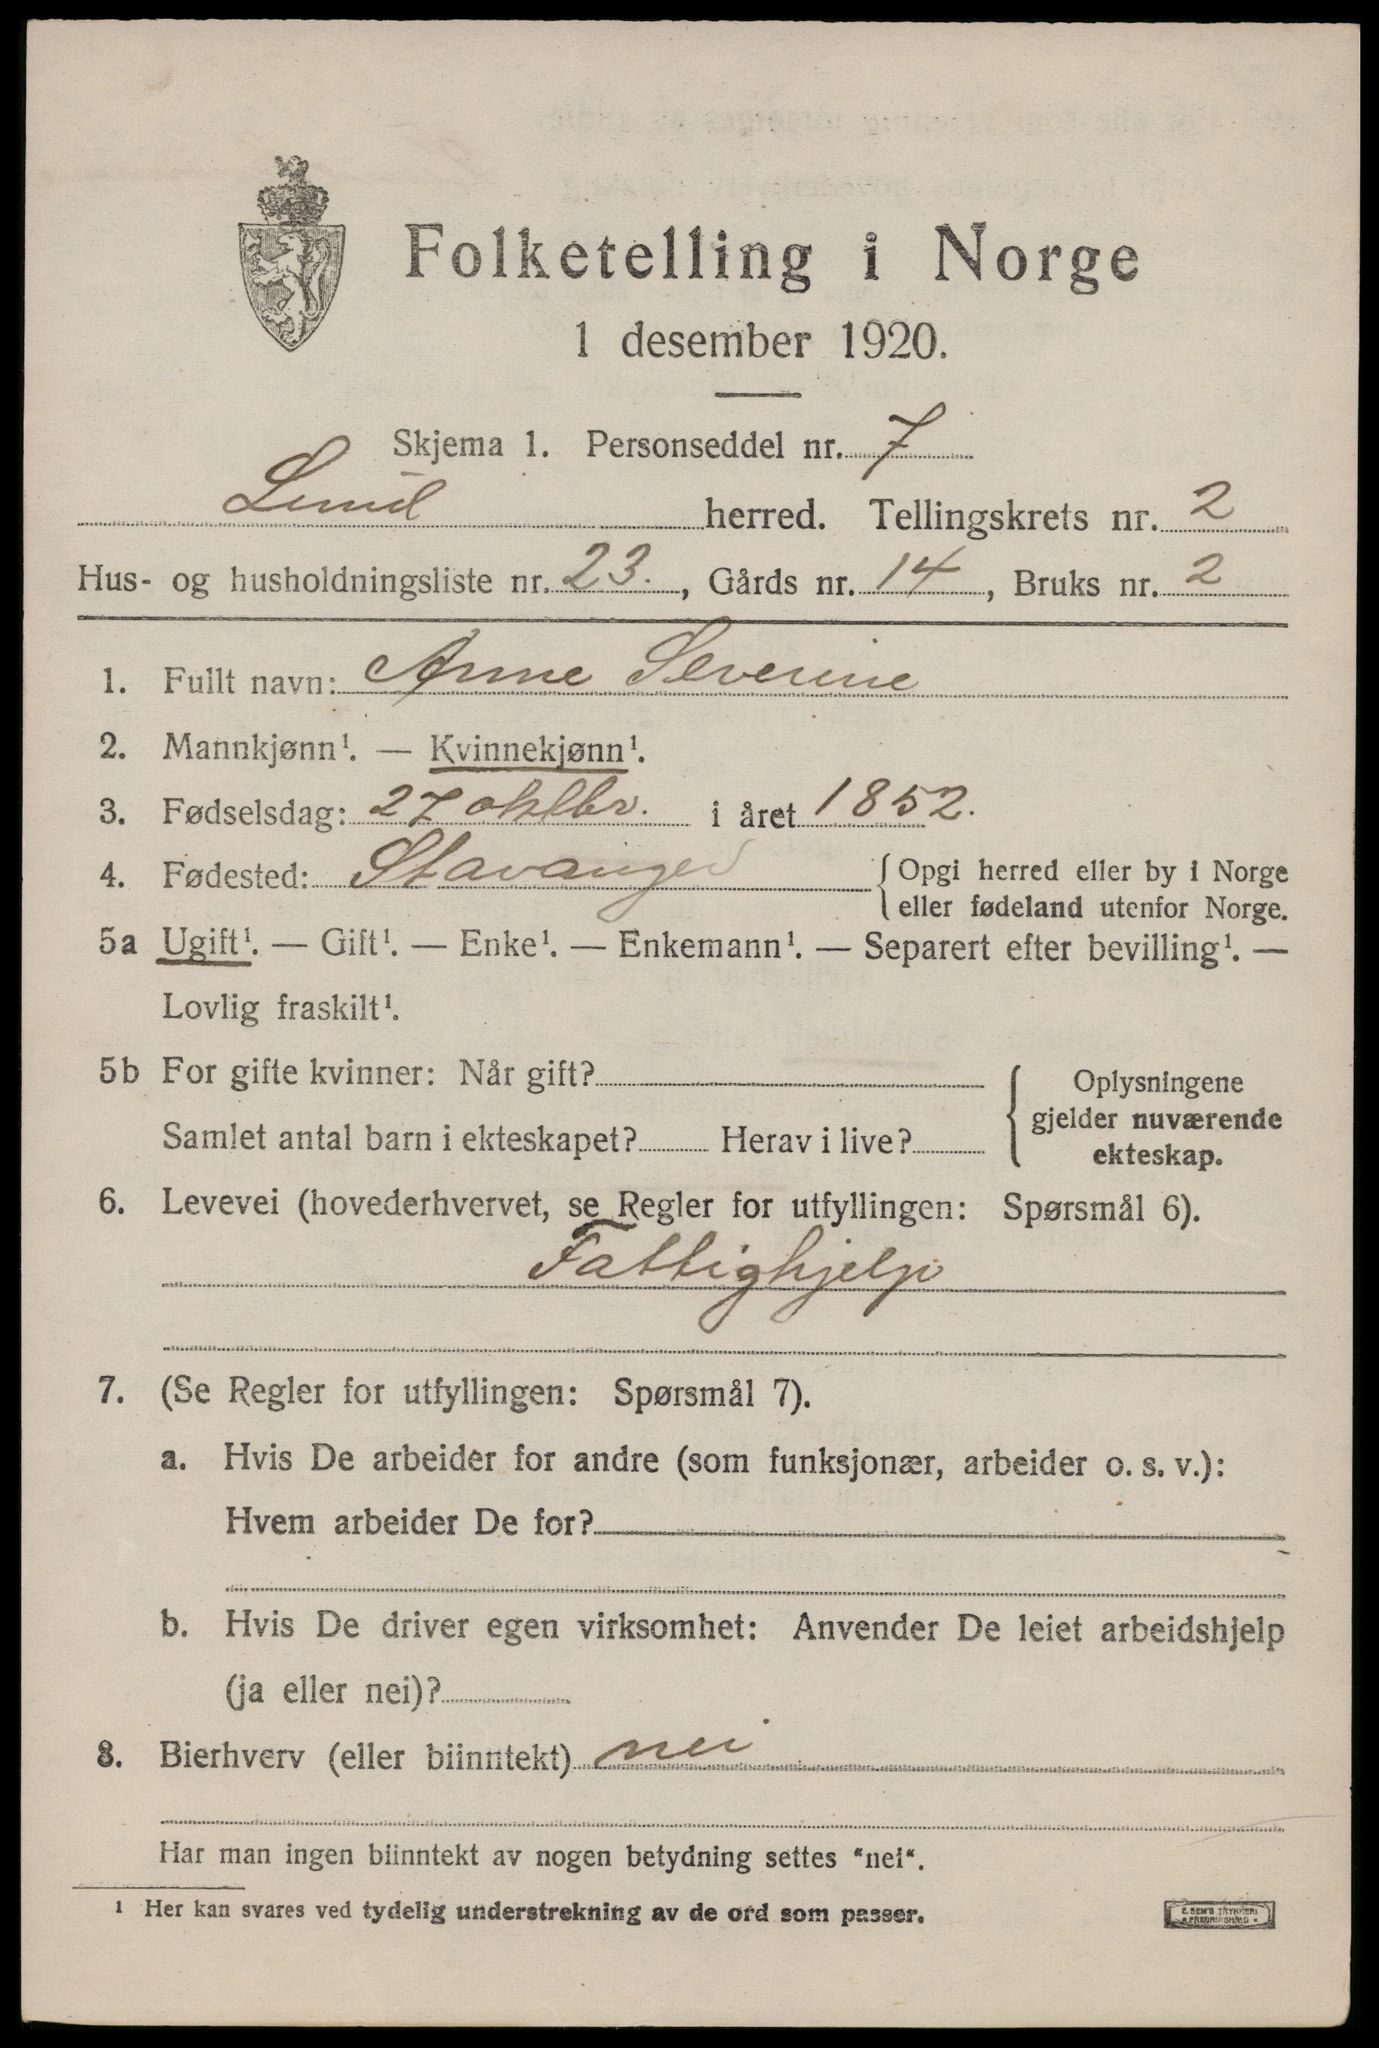 Folketelling i Norge
1 desember 1920.
Skjema 1. Personseddel nr. 7
Lund herred. Tellingskrets nr. 2
Hus- og husholdningsliste nr. 23., Gårds nr. 14, Bruks nr. 2
1. Fullt navn: Anne Severine
2. Mannkjønn¹. — Kvinnekjønn¹.
3. Fødselsdag: 27 oktbr. i året 1852.
4. Fødested: Stavanger { Opgi herred eller by i Norge
eller fødeland utenfor Norge.
5a Ugift¹. — Gift¹. — Enke¹. — Enkemann¹. — Separert efter bevilling¹. —
Lovlig fraskilt¹.
5b For gifte kvinner: Når gift? { Oplysningene
gjelder nuværende
Samlet antal barn i ekteskapet? Herav i live? ekteskap.
6. Levevei (hovederhvervet, se Regler for utfyllingen: Spørsmål 6).
Fattighjelp
7. (Se Regler for utfyllingen: Spørsmål 7).
a. Hvis De arbeider for andre (som funksjonær, arbeider o. s. v.):
Hvem arbeider De for?
b. Hvis De driver egen virksomhet: Anvender De leiet arbeidshjelp
(ja eller nei)?
8. Bierhverv (eller biinntekt) nei
Har man ingen biinntekt av nogen betydning settes "nei".
¹ Her kan svares ved tydelig understrekning av de ord som passer.
E. SEM'S TRYKKERI
FREDRIKSHALD